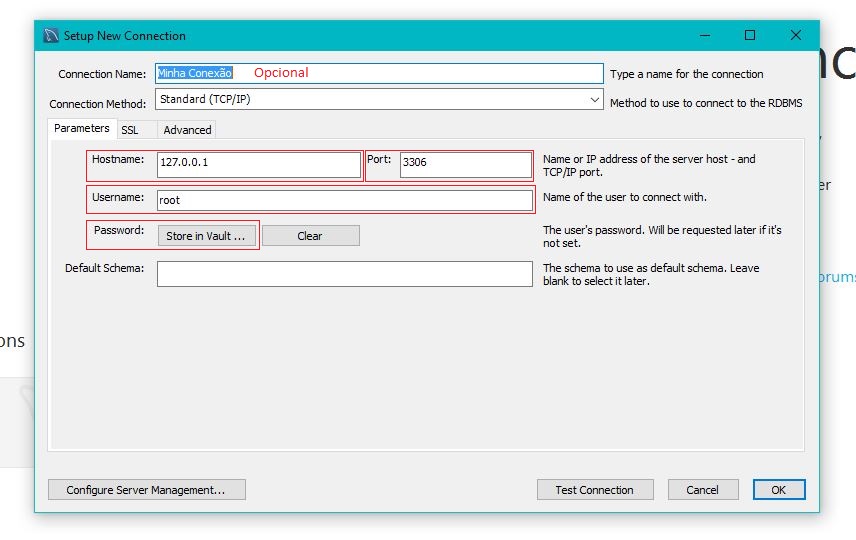 Setup New Connection
Connection Name: Minha Conexão Opcional Type a name for the connection
Connection Method: Standard (TCP/IP) Method to use to connect to the RDBMS
Parameters SSL Advanced
Hostname: 127.0.0.1 Port: 3306 Name or IP address of the server host - and
TCP/IP port.
Username: root Name of the user to connect with.
Password: Store in Vault ... Clear The user's password. Will be requested later if it's
not set.
Default Schema: The schema to use as default schema. Leave
blank to select it later.
Configure Server Management... Test Connection Cancel OK